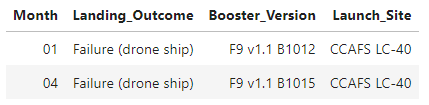 Month Landing_Outcome Booster_Version Launch_Site
01 Failure (drone ship) F9 v1.1 B1012 CCAFS LC-40
04 Failure (drone ship) F9 v1.1 B1015 CCAFS LC-40